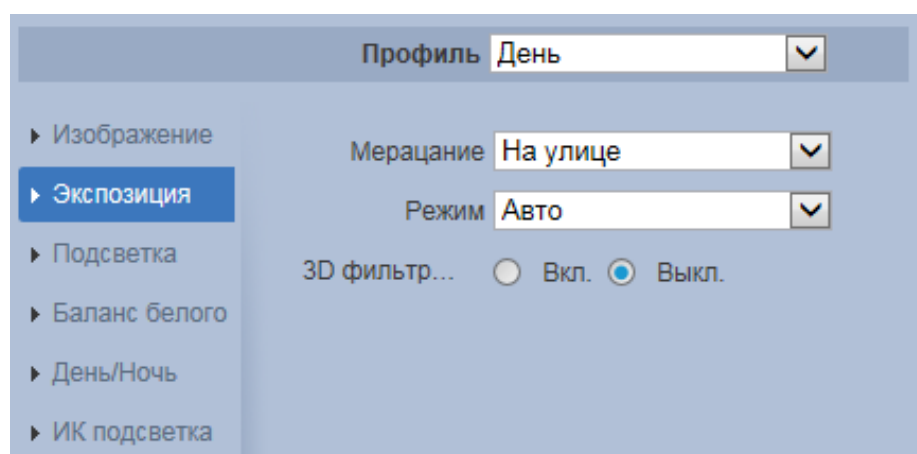 Профиль День
Изображение
Мерацание На улице
Экспозиция
Режим Авто
Подсветка
3D фильтр... Вкл. Выкл.
Баланс белого
День/Ночь
ИК подсветка